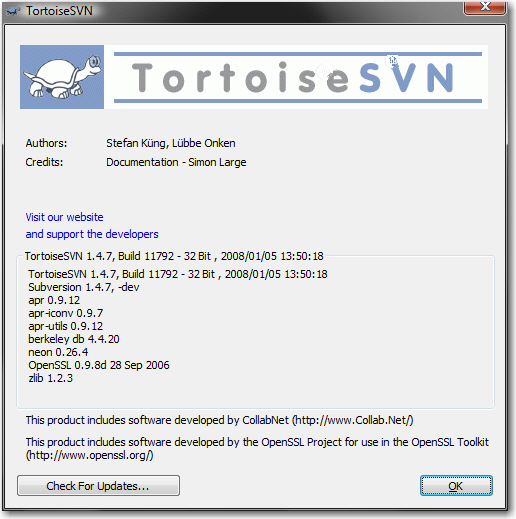 TortoiseSVN
TortoiseSVN
Authors: Stefan Küng, Lübbe Onken
Credits: Documentation - Simon Large
Visit our website
and support the developers
TortoiseSVN 1.4.7, Build 11792 - 32 Bit , 2008/01/05 13:50:18
TortoiseSVN 1.4.7, Build 11792 - 32 Bit , 2008/01/05 13:50:18
Subversion 1.4.7, -dev
apr 0.9.12
apr-iconv 0.9.7
apr-utils 0.9.12
berkeley db 4.4.20
neon 0.26.4
OpenSSL 0.9.8d 28 Sep 2006
zlib 1.2.3
This product includes software developed by CollabNet (http://www.Collab.Net/)
This product includes software developed by the OpenSSL Project for use in the OpenSSL Toolkit
(http://www.openssl.org/)
Check For Updates... OK